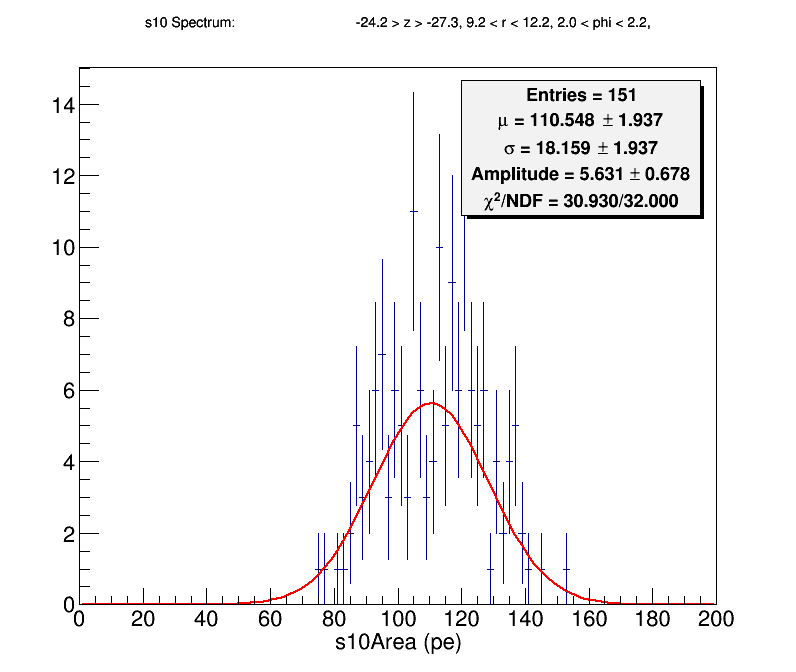 s10 Spectrum: -24.2 > z > -27.3, 9.2 < r < 12.2, 2.0 < phi < 2.2,
Entries = 151
μ = 110.548 ± 1.937
σ = 18.159 ± 1.937
Amplitude = 5.631 ± 0.678
χ²/NDF = 30.930/32.000
14
12
10
8
6
4
2
0
0 20 40 60 80 100 120 140 160 180 200
s10Area (pe)